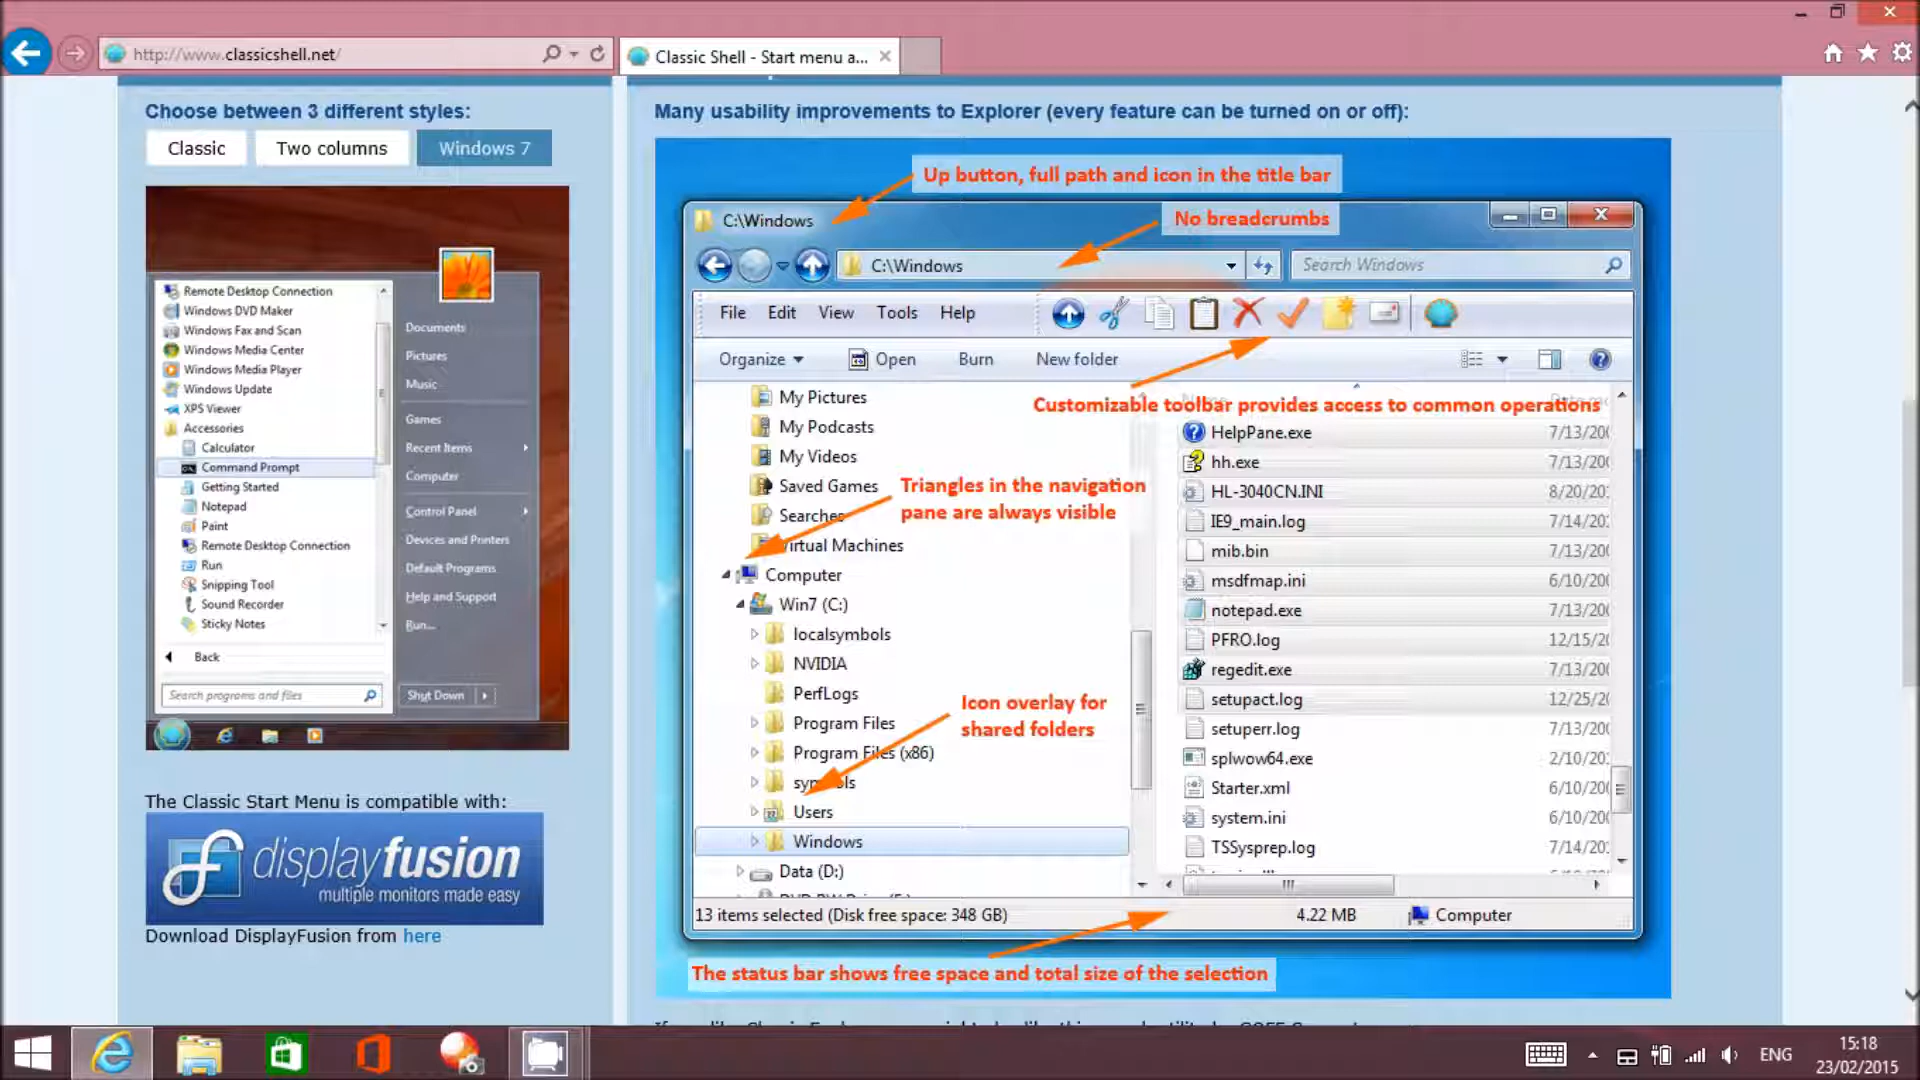 http://www.classicshell.net/
Classic Shell - Start menu a...
Choose between 3 different styles:
Classic
Two columns
Windows 7
Remote Desktop Connection
Windows DVD Maker
Windows Fax and Scan
Windows Media Center
Windows Media Player
Windows Update
XPS Viewer
Accessories
Calculator
Command Prompt
Getting Started
Notepad
Paint
Remote Desktop Connection
Run
Snipping Tool
Sound Recorder
Sticky Notes
Back
Search programs and files
Documents
Pictures
Music
Games
Recent Items
Computer
Control Panel
Devices and Printers
Default Programs
Help and Support
Run...
Shut Down
The Classic Start Menu is compatible with:
displayfusion
multiple monitors made easy
Download DisplayFusion from here
Many usability improvements to Explorer (every feature can be turned on or off):
Up button, full path and icon in the title bar
C:\Windows
No breadcrumbs
C:\Windows
Search Windows
File Edit View Tools Help
Organize Open Burn New folder
Customizable toolbar provides access to common operations
My Pictures
My Podcasts
My Videos
Saved Games
Searches
Virtual Machines
Triangles in the navigation
pane are always visible
Computer
Win7 (C:)
localsymbols
NVIDIA
PerfLogs
Program Files
Program Files (x86)
symbols
Users
Windows
Data (D:)
Icon overlay for
shared folders
HelpPane.exe 7/13/200
hh.exe 7/13/200
HL-3040CN.INI 8/20/20
IE9_main.log 7/14/20
mib.bin 7/13/200
msdfmap.ini 6/10/200
notepad.exe 7/13/200
PFRO.log 12/15/20
regedit.exe 7/13/200
setupact.log 12/25/20
setuperr.log 7/13/200
splwow64.exe 2/10/20
Starter.xml 6/10/200
system.ini 6/10/200
TSSysprep.log 7/14/20
13 items selected (Disk free space: 348 GB) 4.22 MB Computer
The status bar shows free space and total size of the selection
ENG
15:18
23/02/2015